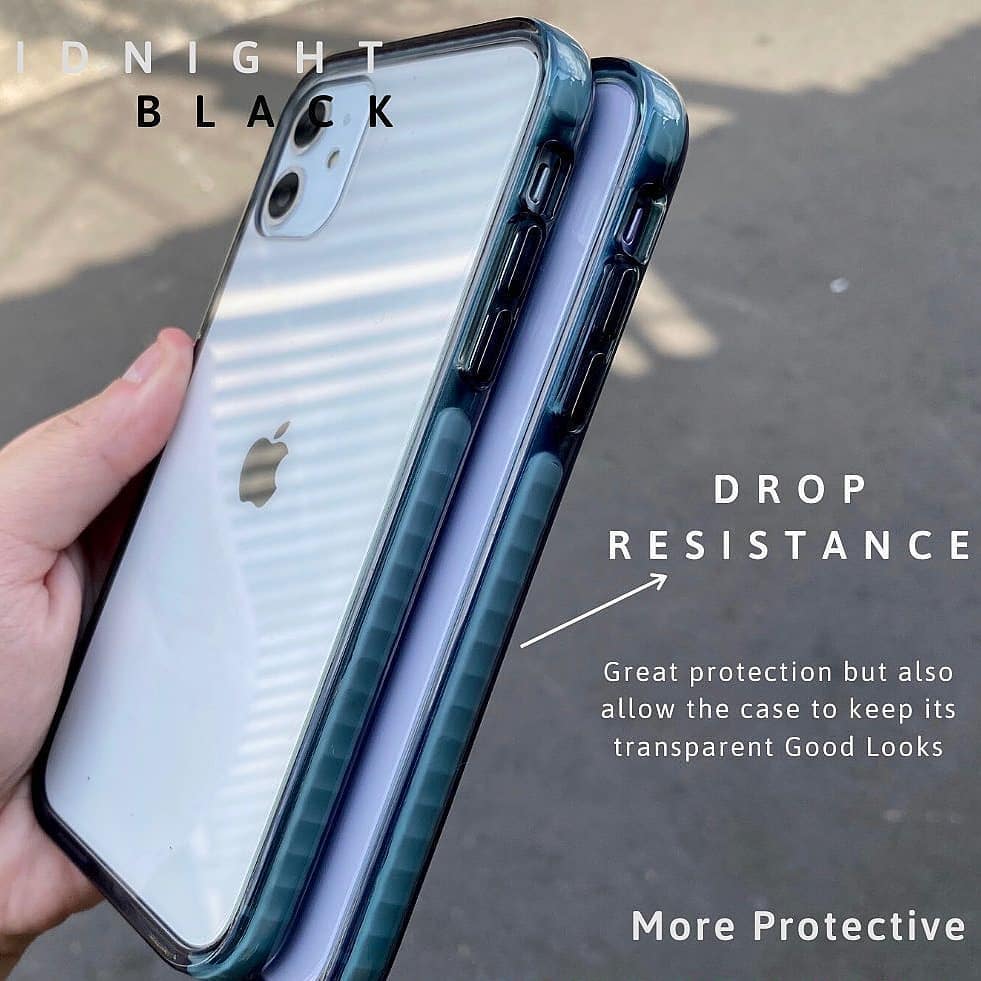 IDNIGHT
BLACK
DROP
RESISTANCE
Great protection but also
allow the case to keep its
transparent Good Looks
More Protective